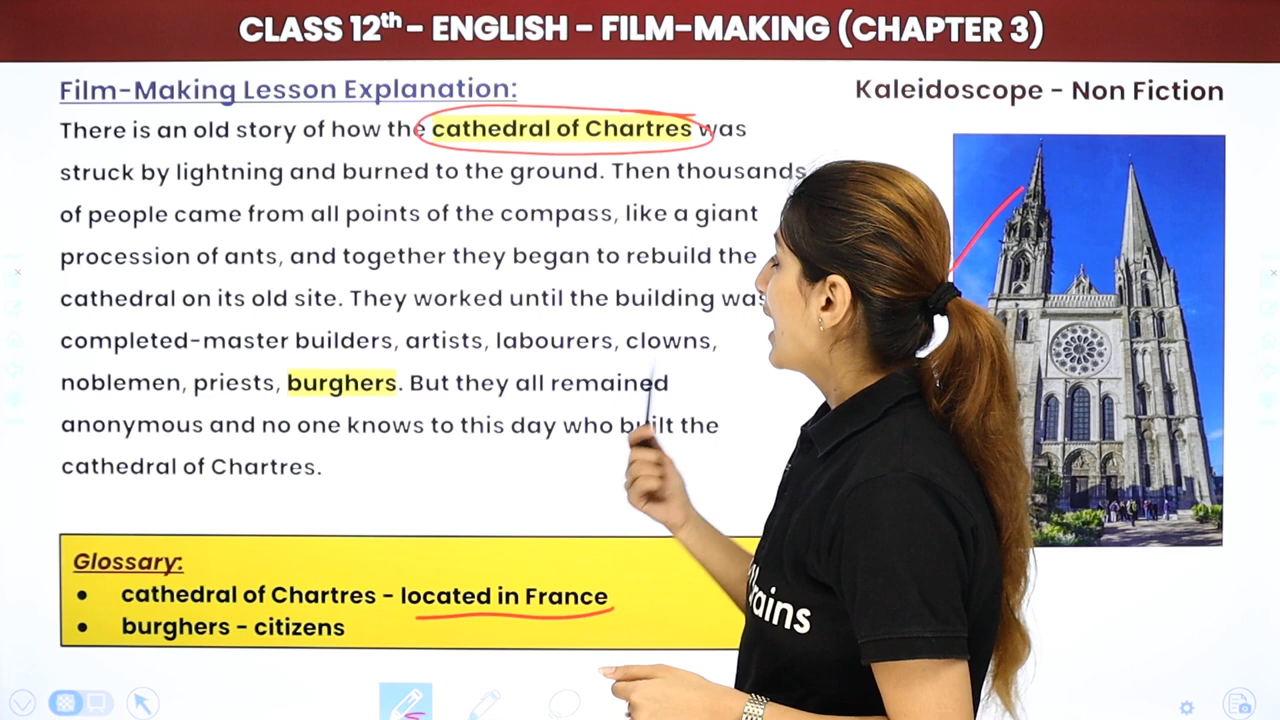 CLASS 12th - ENGLISH - FILM-MAKING (CHAPTER 3)
Film-Making Lesson Explanation:
Kaleidoscope - Non Fiction
There is an old story of how the cathedral of Chartres was
struck by lightning and burned to the ground. Then thousands
of people came from all points of the compass, like a giant
procession of ants, and together they began to rebuild the
cathedral on its old site. They worked until the building was
completed-master builders, artists, labourers, clowns,
noblemen, priests, burghers. But they all remained
anonymous and no one knows to this day who built the
cathedral of Chartres.
Glossary:
• cathedral of Chartres - located in France
• burghers - citizens